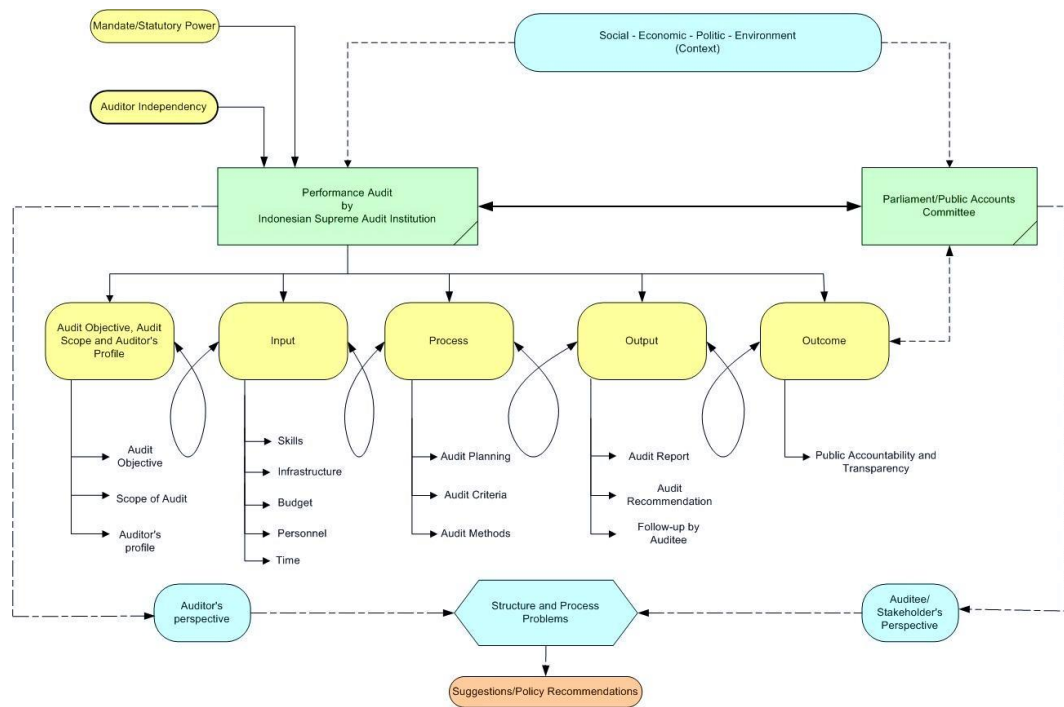 Mandate/Statutory Power
Social - Economic - Politic - Environment
(Context)
Auditor Independency
Performance Audit
by
Indonesian Supreme Audit Institution
Parliament/Public Accounts
Committee
Audit Objective, Audit
Scope and Auditor's
Profile
Input
Process
Output
Outcome
Audit
Objective
Scope of Audit
Auditor's
profile
Skills
Infrastructure
Budget
Personnel
Time
Audit Planning
Audit Criteria
Audit Methods
Audit Report
Audit
Recommendation
Follow-up by
Auditee
Public Accountability and
Transparency
Auditor's
perspective
Structure and Process
Problems
Auditee/
Stakeholder's
Perspective
Suggestions/Policy Recommendations